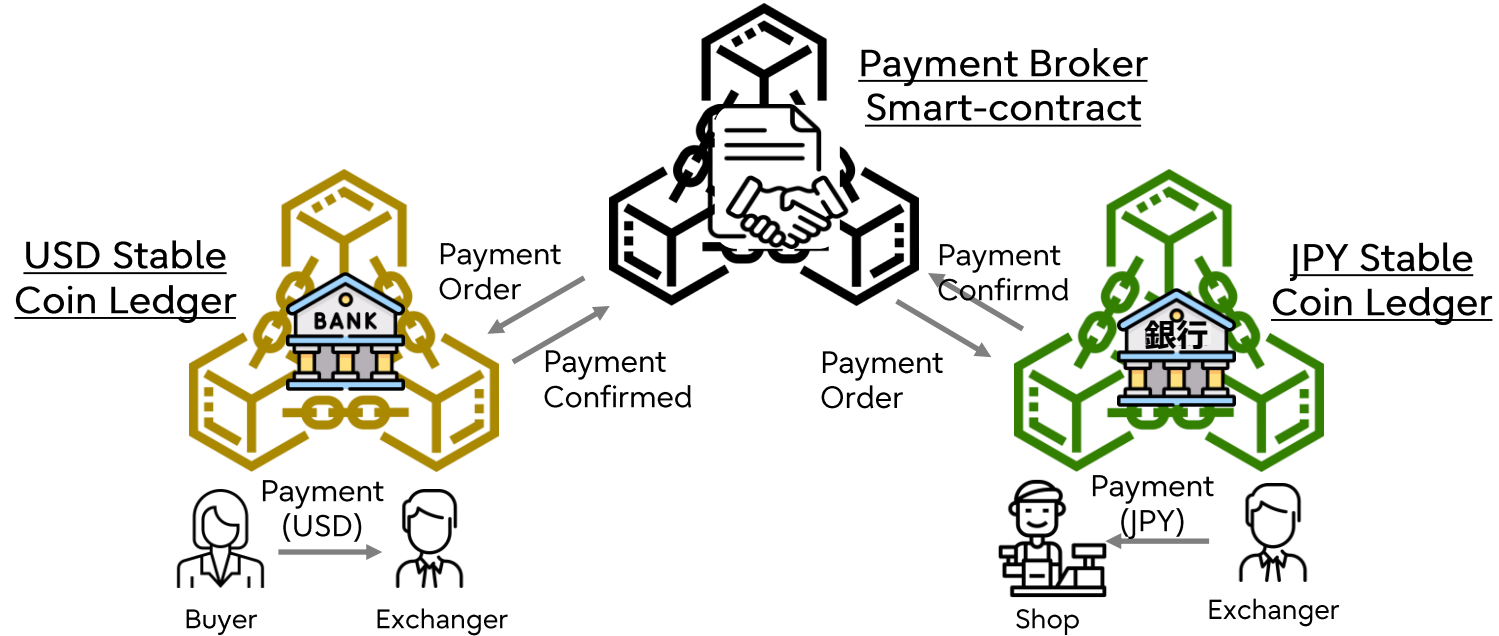 Payment Broker
Smart-contract
USD Stable
Coin Ledger
BANK
Payment
Order
Payment
Confirmed
Payment
Confirmd
Payment
Order
JPY Stable
Coin Ledger
銀行
Payment
(USD)
Buyer
Exchanger
Payment
(JPY)
Shop
Exchanger